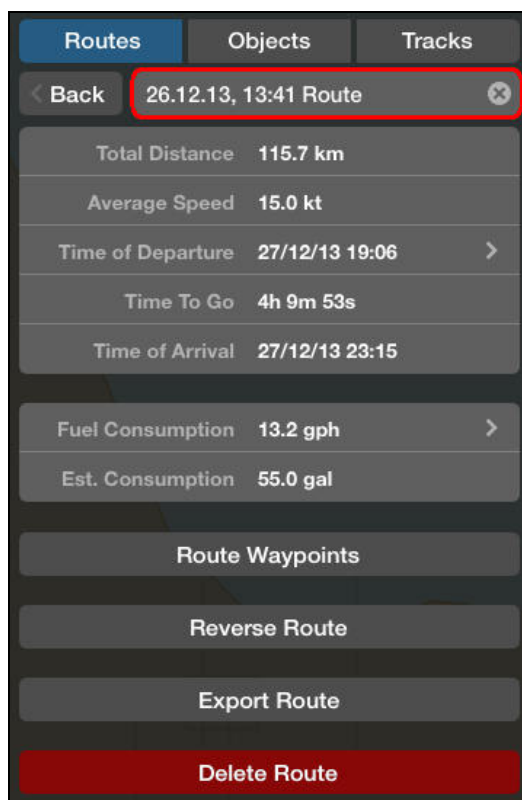 Routes Objects Tracks
Back 26.12.13, 13:41 Route
Total Distance 115.7 km
Average Speed 15.0 kt
Time of Departure 27/12/13 19:06
Time To Go 4h 9m 53s
Time of Arrival 27/12/13 23:15
Fuel Consumption 13.2 gph
Est. Consumption 55.0 gal
Route Waypoints
Reverse Route
Export Route
Delete Route